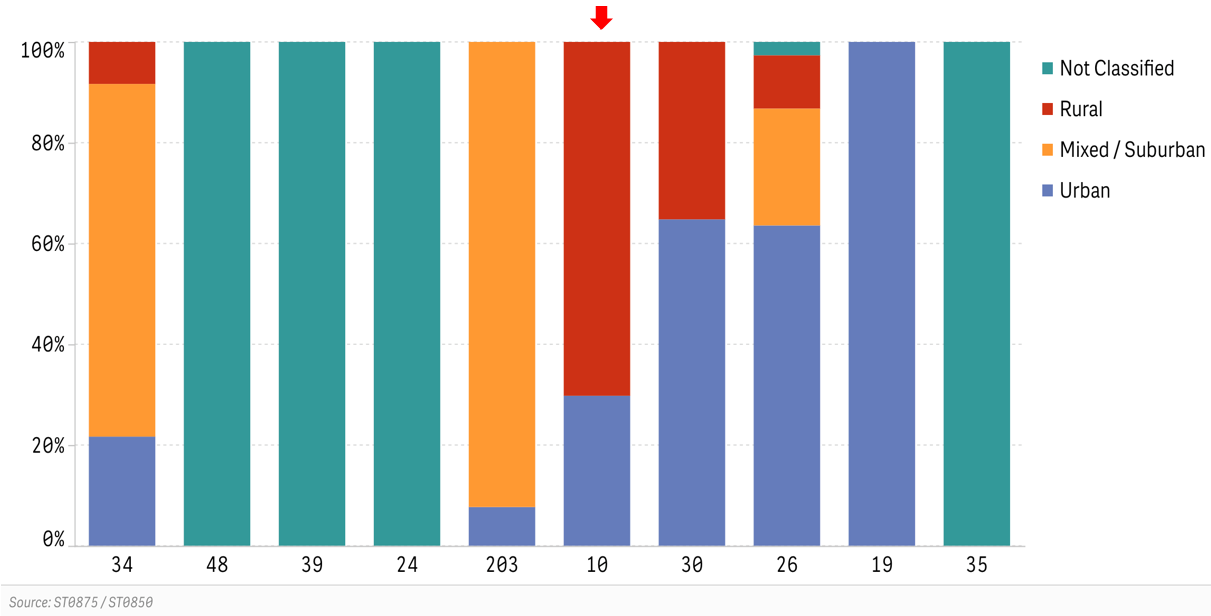 100%
80%
60%
40%
20%
0%
34 48 39 24 203 10 30 26 19 35
Not Classified
Rural
Mixed / Suburban
Urban
Source: ST0875 / ST0850